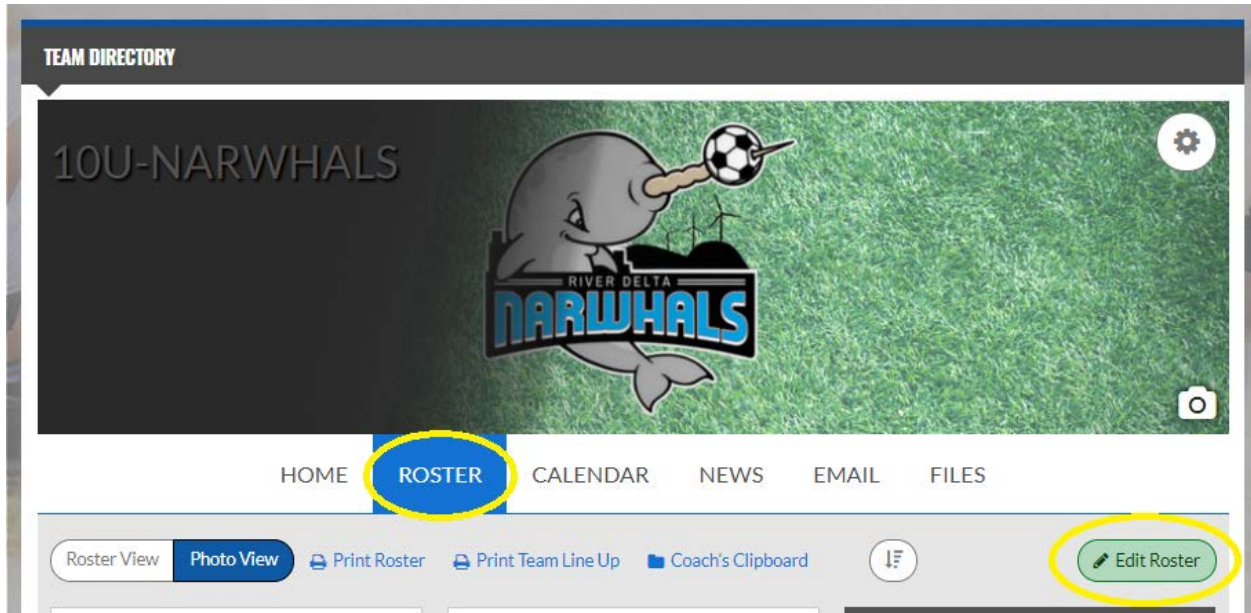 TEAM DIRECTORY
10U-NARWHALS
RIVER DELTA
NARWHALS
HOME ROSTER CALENDAR NEWS EMAIL FILES
Roster View Photo View Print Roster Print Team Line Up Coach's Clipboard Edit Roster